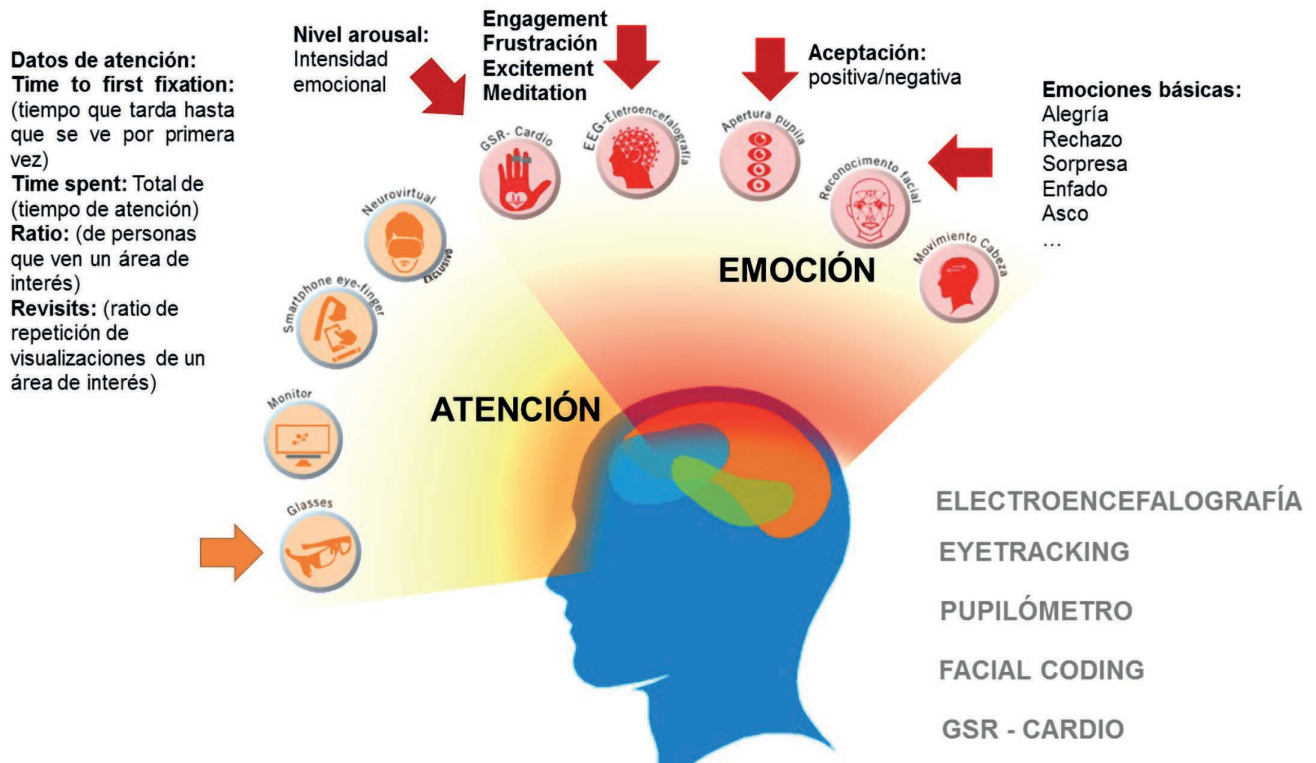 Datos de atención:
Time to first fixation:
(tiempo que tarda hasta
que se ve por primera
vez)
Time spent: Total de
(tiempo de atención)
Ratio: (de personas
que ven un área de
interés)
Revisits: (ratio de
repetición de
visualizaciones de un
área de interés)
Nivel arousal:
Intensidad
emocional
Engagement
Frustración
Excitement
Meditation
Aceptación:
positiva/negativa
Emociones básicas:
Alegría
Rechazo
Sorpresa
Enfado
Asco
...
Glasses
Monitor
Smartphone eye-finger
Neurovirtual
EXCLUSIVO
GSR- Cardio
EEG-Eletroencefalografía
Apertura pupila
Reconocimento facial
Movimiento Cabeza
EMOCIÓN
ATENCIÓN
ELECTROENCEFALOGRAFÍA
EYETRACKING
PUPILÓMETRO
FACIAL CODING
GSR - CARDIO